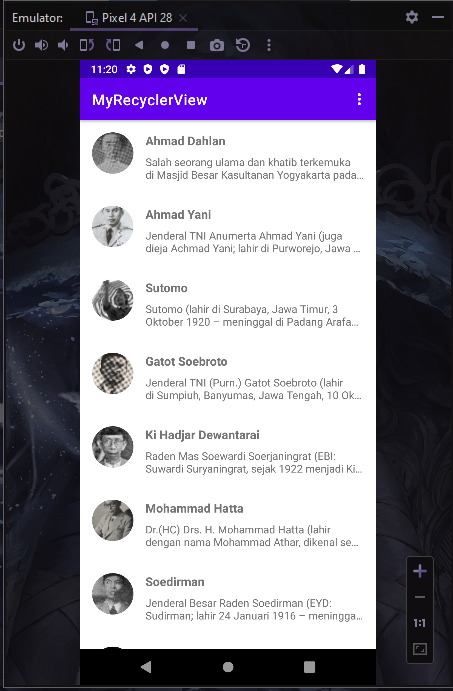 Emulator: Pixel 4 API 28
11:20
MyRecyclerView
Ahmad Dahlan
Salah seorang ulama dan khatib terkemuka
di Masjid Besar Kasultanan Yogyakarta pada...
Ahmad Yani
Jenderal TNI Anumerta Ahmad Yani (juga
dieja Achmad Yani; lahir di Purworejo, Jawa ...
Sutomo
Sutomo (lahir di Surabaya, Jawa Timur, 3
Oktober 1920 – meninggal di Padang Arafa...
Gatot Soebroto
Jenderal TNI (Purn.) Gatot Soebroto (lahir
di Sumpiuh, Banyumas, Jawa Tengah, 10 Ok...
Ki Hadjar Dewantarai
Raden Mas Soewardi Soerjaningrat (EBI:
Suwardi Suryaningrat, sejak 1922 menjadi Ki...
Mohammad Hatta
Dr.(HC) Drs. H. Mohammad Hatta (lahir
dengan nama Mohammad Athar, dikenal se...
Soedirman
Jenderal Besar Raden Soedirman (EYD:
Sudirman; lahir 24 Januari 1916 – meningga...
1:1